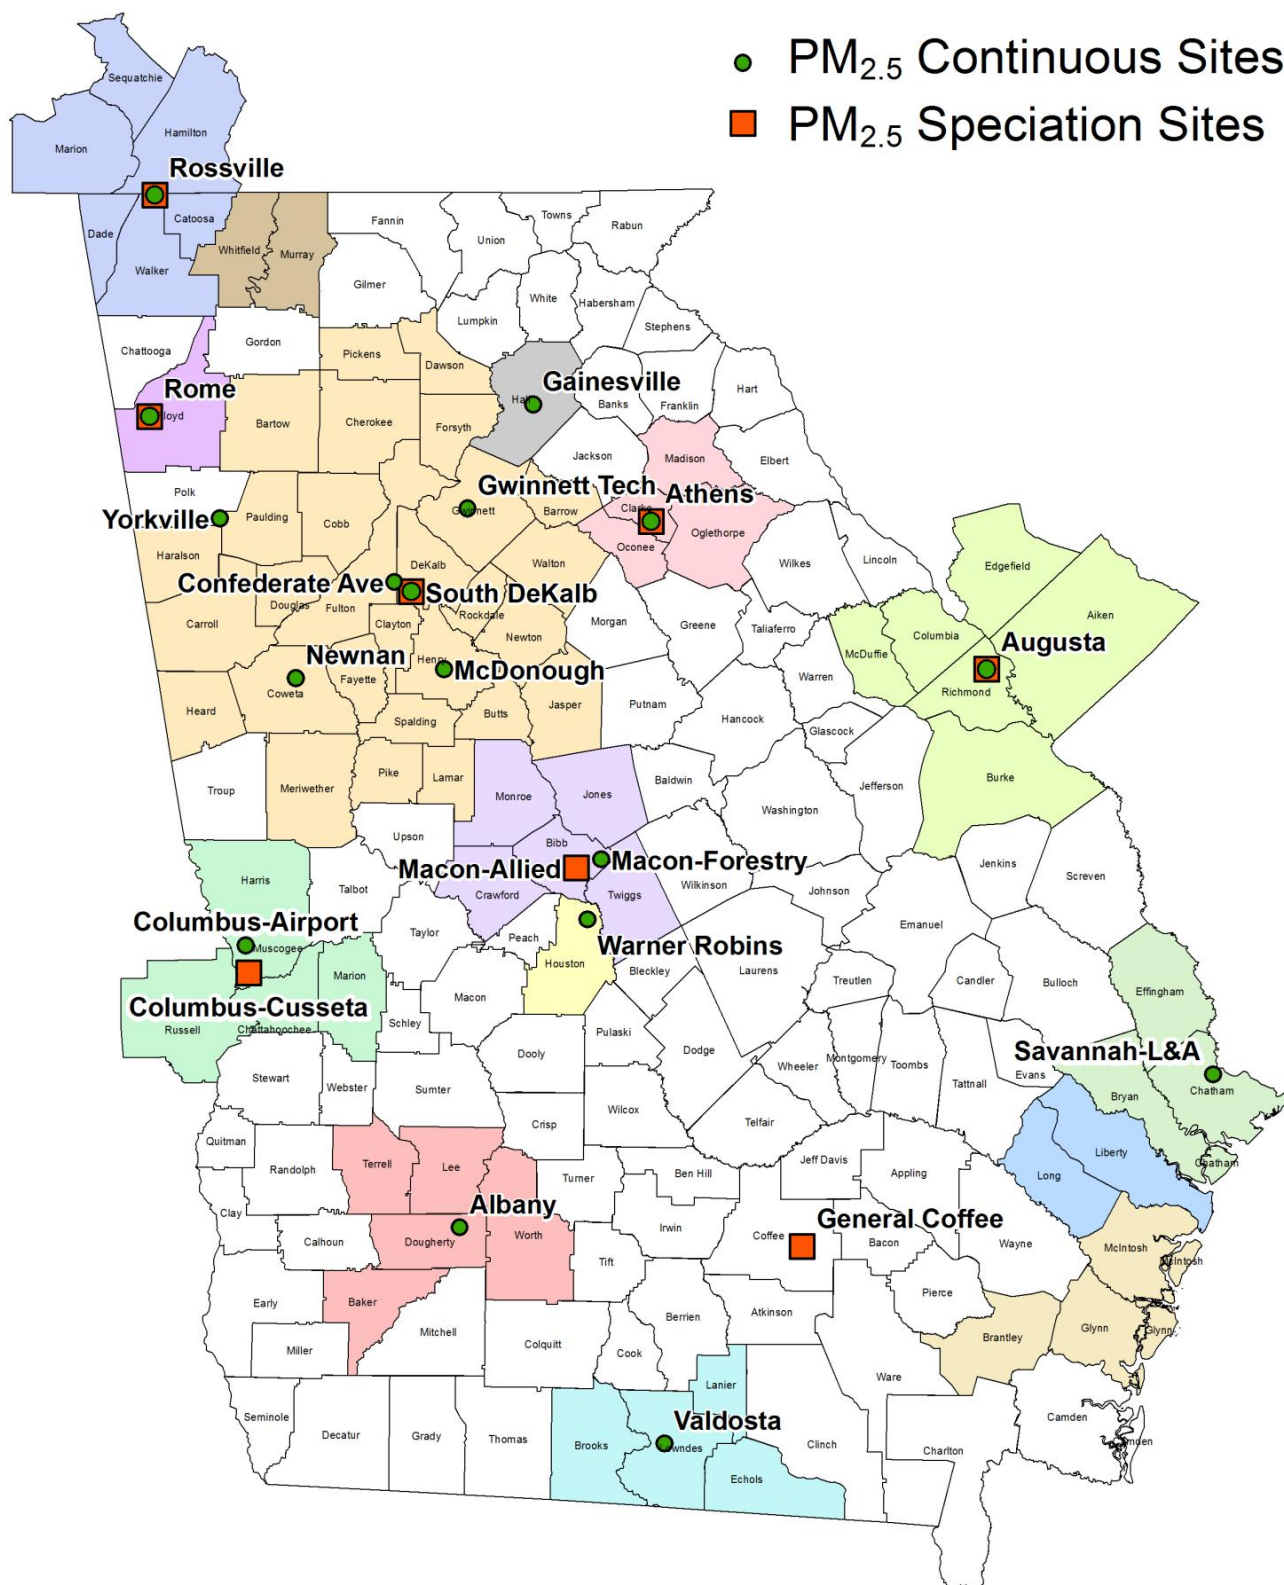 PM2.5 Continuous Sites
PM2.5 Speciation Sites
Sequatchie
Marion
Hamilton
Rossville
Dade
Catoosa
Walker
Whitfield
Murray
Fannin
Union
Towns
Rabun
Gilmer
White
Habersham
Lumpkin
Stephens
Chattooga
Gordon
Pickens
Dawson
Gainesville
Hall
Banks
Franklin
Hart
Rome
Floyd
Bartow
Cherokee
Forsyth
Jackson
Madison
Elbert
Polk
Yorkville
Paulding
Cobb
Gwinnett Tech
Gwinnett
Barrow
Athens
Clarke
Oconee
Oglethorpe
Haralson
Wilkes
Lincoln
Edgefield
Aiken
Confederate Ave
DeKalb
South DeKalb
Walton
Douglas
Fulton
Clayton
Rockdale
Newton
Carroll
Morgan
Greene
Taliaferro
McDuffie
Columbia
Augusta
Richmond
Newnan
Coweta
Fayette
Henry
McDonough
Warren
Heard
Spalding
Butts
Jasper
Putnam
Hancock
Glascock
Troup
Meriwether
Pike
Lamar
Monroe
Jones
Baldwin
Washington
Jefferson
Burke
Upson
Bibb
Macon-Allied
Macon-Forestry
Crawford
Twiggs
Wilkinson
Johnson
Jenkins
Screven
Harris
Talbot
Taylor
Peach
Columbus-Airport
Muscogee
Houston
Warner Robins
Bleckley
Laurens
Emanuel
Treutlen
Candler
Bulloch
Effingham
Columbus-Cusseta
Russell
Chattahoochee
Marion
Schley
Macon
Pulaski
Dooly
Dodge
Wheeler
Montgomery
Toombs
Tattnall
Evans
Savannah-L&A
Bryan
Chatham
Chatham
Stewart
Webster
Sumter
Crisp
Wilcox
Telfair
Quitman
Randolph
Terrell
Lee
Turner
Ben Hill
Jeff Davis
Appling
Long
Liberty
Clay
Calhoun
Albany
Dougherty
Worth
Tift
Irwin
General Coffee
Coffee
Bacon
Wayne
McIntosh
McIntosh
Early
Baker
Mitchell
Miller
Colquitt
Cook
Berrien
Atkinson
Pierce
Brantley
Glynn
Glynn
Ware
Seminole
Decatur
Grady
Thomas
Brooks
Valdosta
Lowndes
Lanier
Echols
Clinch
Charlton
Camden